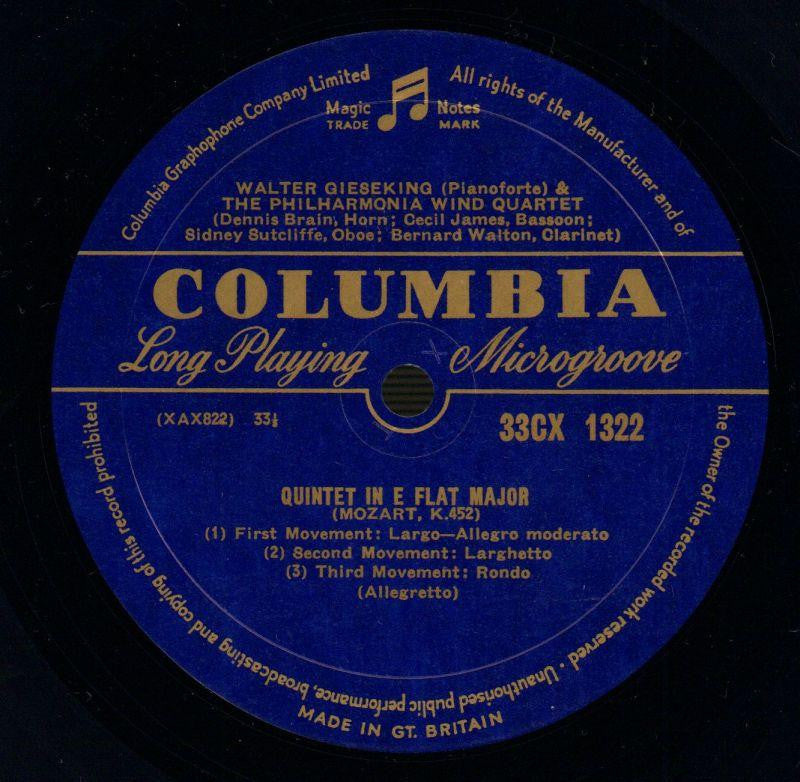 Columbia Graphophone Company Limited
Magic Notes
TRADE MARK
All rights of the Manufacturer and of
the Owner of the recorded work reserved · Unauthorised public performance, broadcasting and copying of this record prohibited
WALTER GIESEKING (Pianoforte) &
THE PHILHARMONIA WIND QUARTET
(Dennis Brain, Horn; Cecil James, Bassoon;
Sidney Sutcliffe, Oboe; Bernard Walton, Clarinet)
COLUMBIA
Long Playing Microgroove
(XAX822) 33⅓
33CX 1322
QUINTET IN E FLAT MAJOR
(MOZART, K.452)
(1) First Movement: Largo—Allegro moderato
(2) Second Movement: Larghetto
(3) Third Movement: Rondo
(Allegretto)
MADE IN GT. BRITAIN